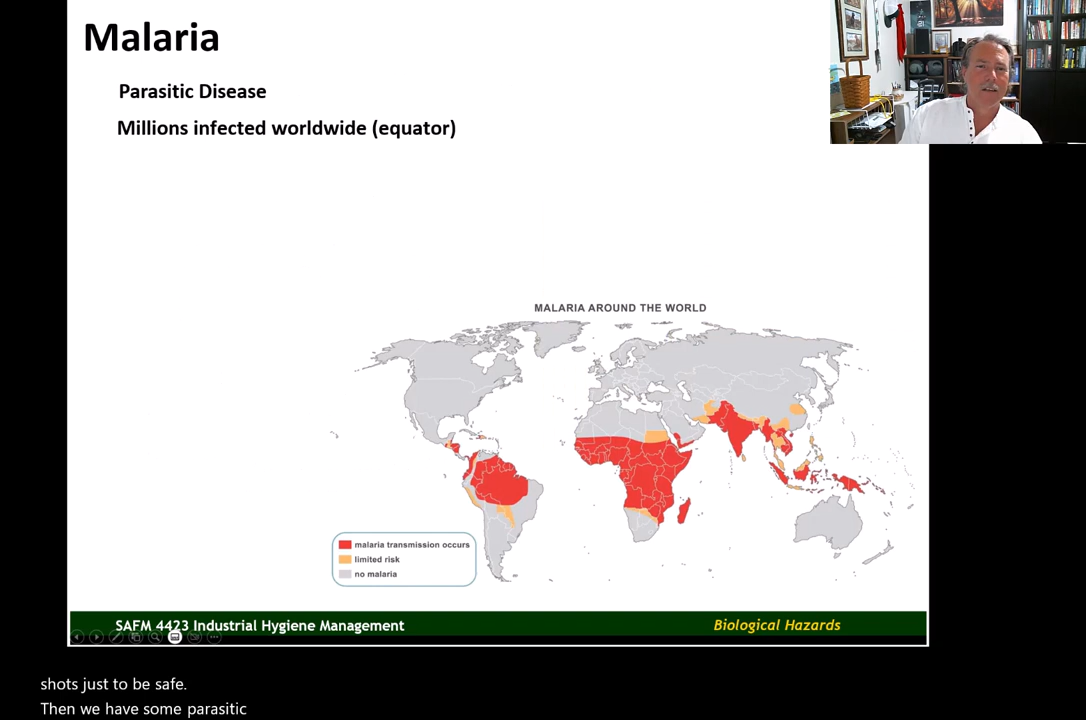 Malaria
Parasitic Disease
Millions infected worldwide (equator)
MALARIA AROUND THE WORLD
malaria transmission occurs
limited risk
no malaria
SAFM 4423 Industrial Hygiene Management
Biological Hazards
shots just to be safe.
Then we have some parasitic